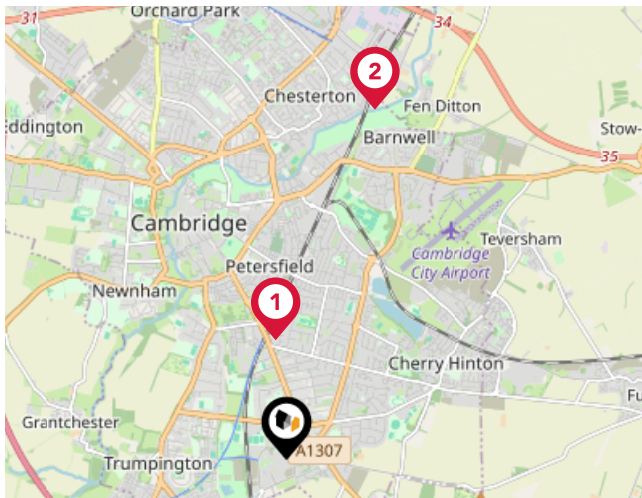 Orchard Park
31
34
2
Chesterton
Fen Ditton
Eddington
Barnwell
Stow-
35
Cambridge
Teversham
Cambridge
City Airport
Petersfield
Newnham
1
Cherry Hinton
Fu
Grantchester
A1307
Trumpington